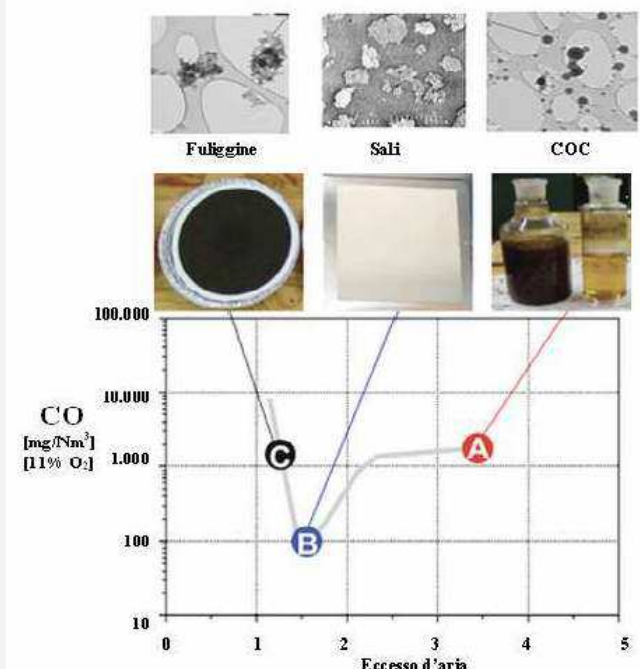 Fuliggine Sali COC
100.000
10.000
CO
[mg/Nm³]
[11% O₂]
1.000
C
A
100
B
10
0 1 2 3 4 5
Eccesso d'aria